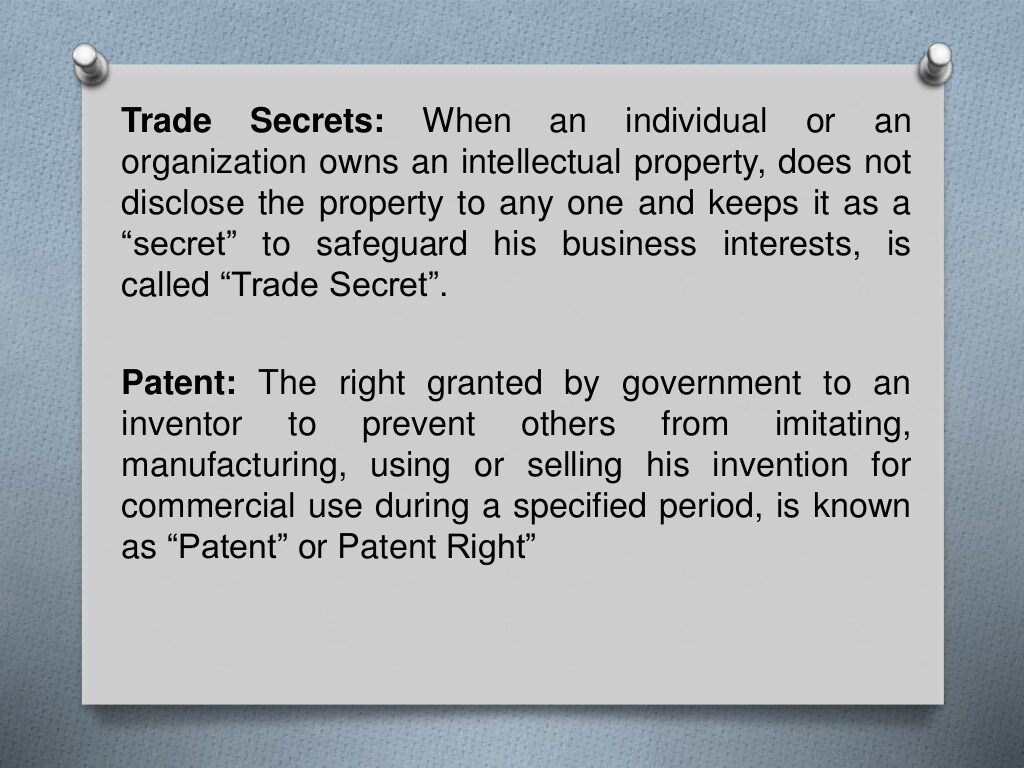 Trade Secrets: When an individual or an
organization owns an intellectual property, does not
disclose the property to any one and keeps it as a
“secret” to safeguard his business interests, is
called “Trade Secret”.
Patent: The right granted by government to an
inventor to prevent others from imitating,
manufacturing, using or selling his invention for
commercial use during a specified period, is known
as “Patent” or Patent Right”